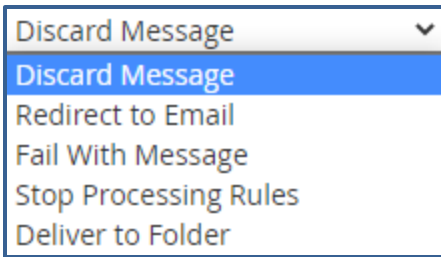 Discard Message
Discard Message
Redirect to Email
Fail With Message
Stop Processing Rules
Deliver to Folder